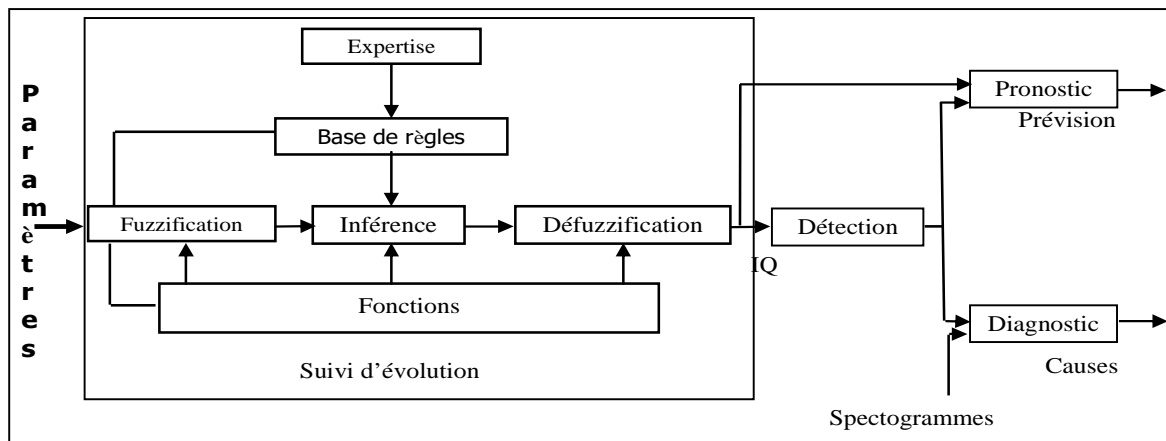 Paramètres
Expertise
Base de règles
Fuzzification
Inférence
Défuzzification
Fonctions
Suivi d’évolution
IQ
Détection
Pronostic
Prévision
Diagnostic
Causes
Spectogrammes